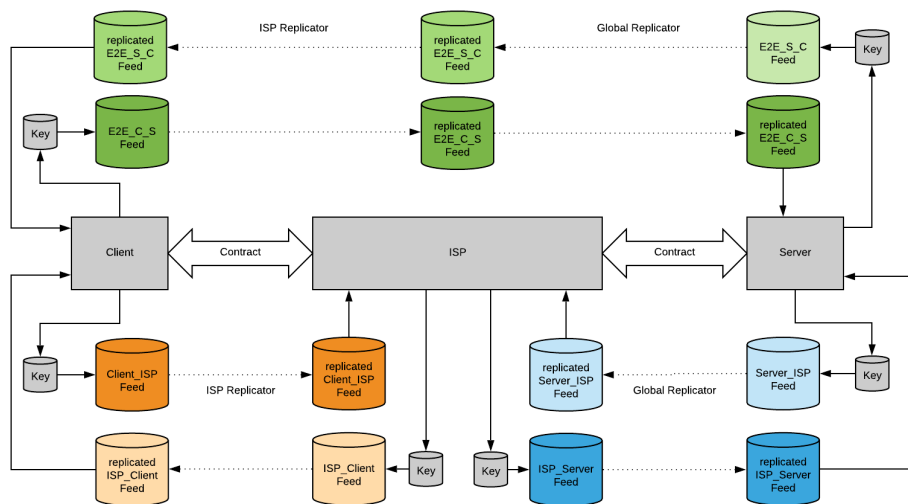 replicated
E2E_S_C
Feed
ISP Replicator
replicated
E2E_S_C
Feed
Global Replicator
E2E_S_C
Feed
Key
Key
E2E_C_S
Feed
replicated
E2E_C_S
Feed
replicated
E2E_C_S
Feed
Client
Contract
ISP
Contract
Server
Key
Client_ISP
Feed
ISP Replicator
replicated
Client_ISP
Feed
replicated
Server_ISP
Feed
Global Replicator
Server_ISP
Feed
Key
replicated
ISP_Client
Feed
ISP_Client
Feed
Key
Key
ISP_Server
Feed
replicated
ISP_Server
Feed